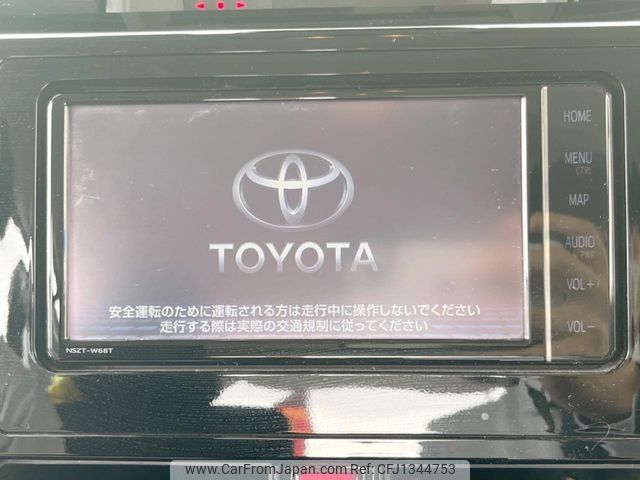 HOME
MENU
CTRL
MAP
AUDIO
PWR
VOL+
VOL−
TOYOTA
安全運転のために運転される方は走行中に操作しないでください
走行する際は実際の交通規制に従ってください
NSZT-W68T
www.CarFromJapan.com - CFJ1344753